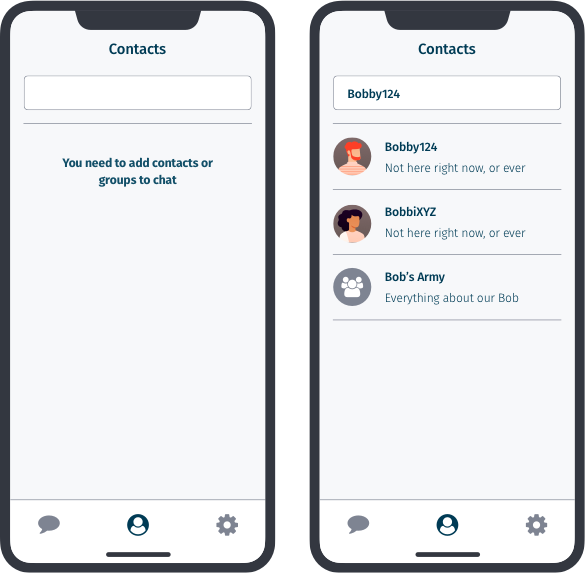 Contacts
You need to add contacts or
groups to chat
Contacts
Bobby124
Bobby124
Not here right now, or ever
BobbiXYZ
Not here right now, or ever
Bob’s Army
Everything about our Bob